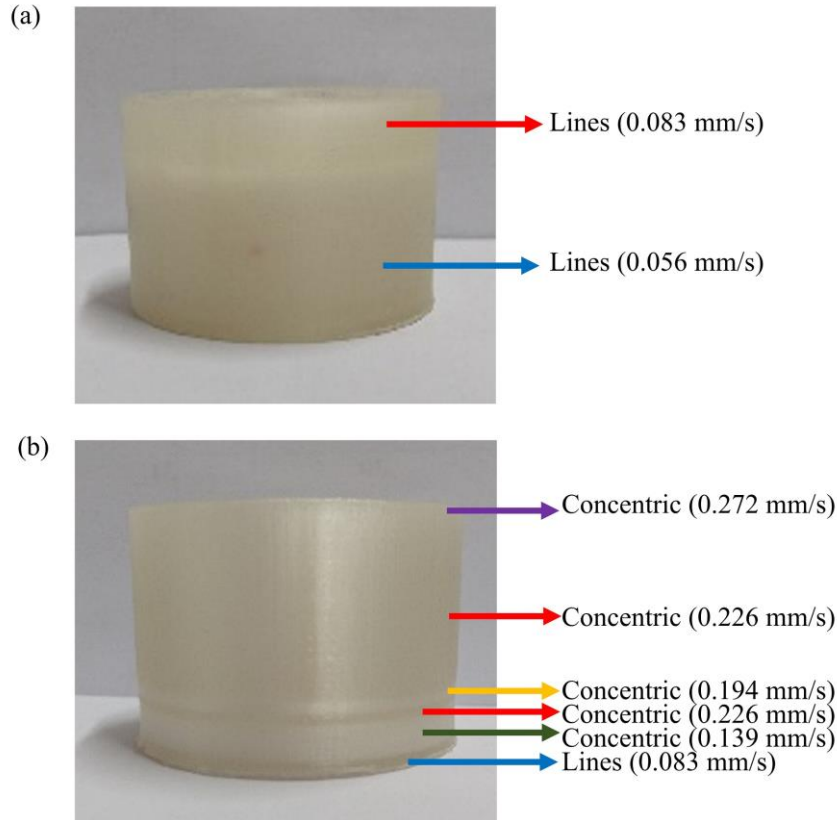 (a)
Lines (0.083 mm/s)
Lines (0.056 mm/s)
(b)
Concentric (0.272 mm/s)
Concentric (0.226 mm/s)
Concentric (0.194 mm/s)
Concentric (0.226 mm/s)
Concentric (0.139 mm/s)
Lines (0.083 mm/s)